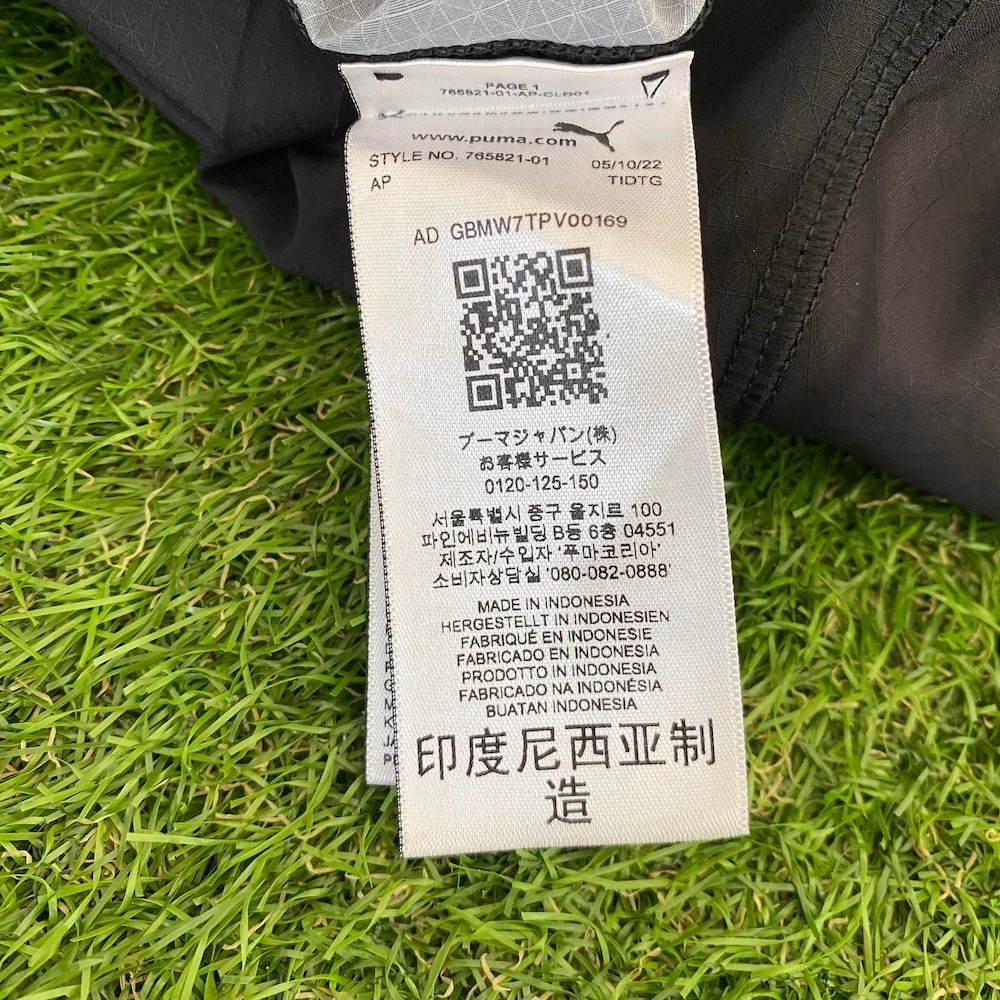 PAGE 1
765821-01-AP-CLD01
www.puma.com
STYLE NO. 765821-01 05/10/22
AP TIDTG
AD GBMW7TPV00169
プーマジャパン(株)
お客様サービス
0120-125-150
서울특별시 중구 을지로 100
파인에비뉴빌딩 B동 6층 04551
제조자/수입자 '푸마코리아'
소비자상담실 '080-082-0888'
MADE IN INDONESIA
HERGESTELLT IN INDONESIEN
FABRIQUÉ EN INDONESIE
FABRICADO EN INDONESIA
PRODOTTO IN INDONESIA
FABRICADO NA INDONÉSIA
BUATAN INDONESIA
印度尼西亚制
造